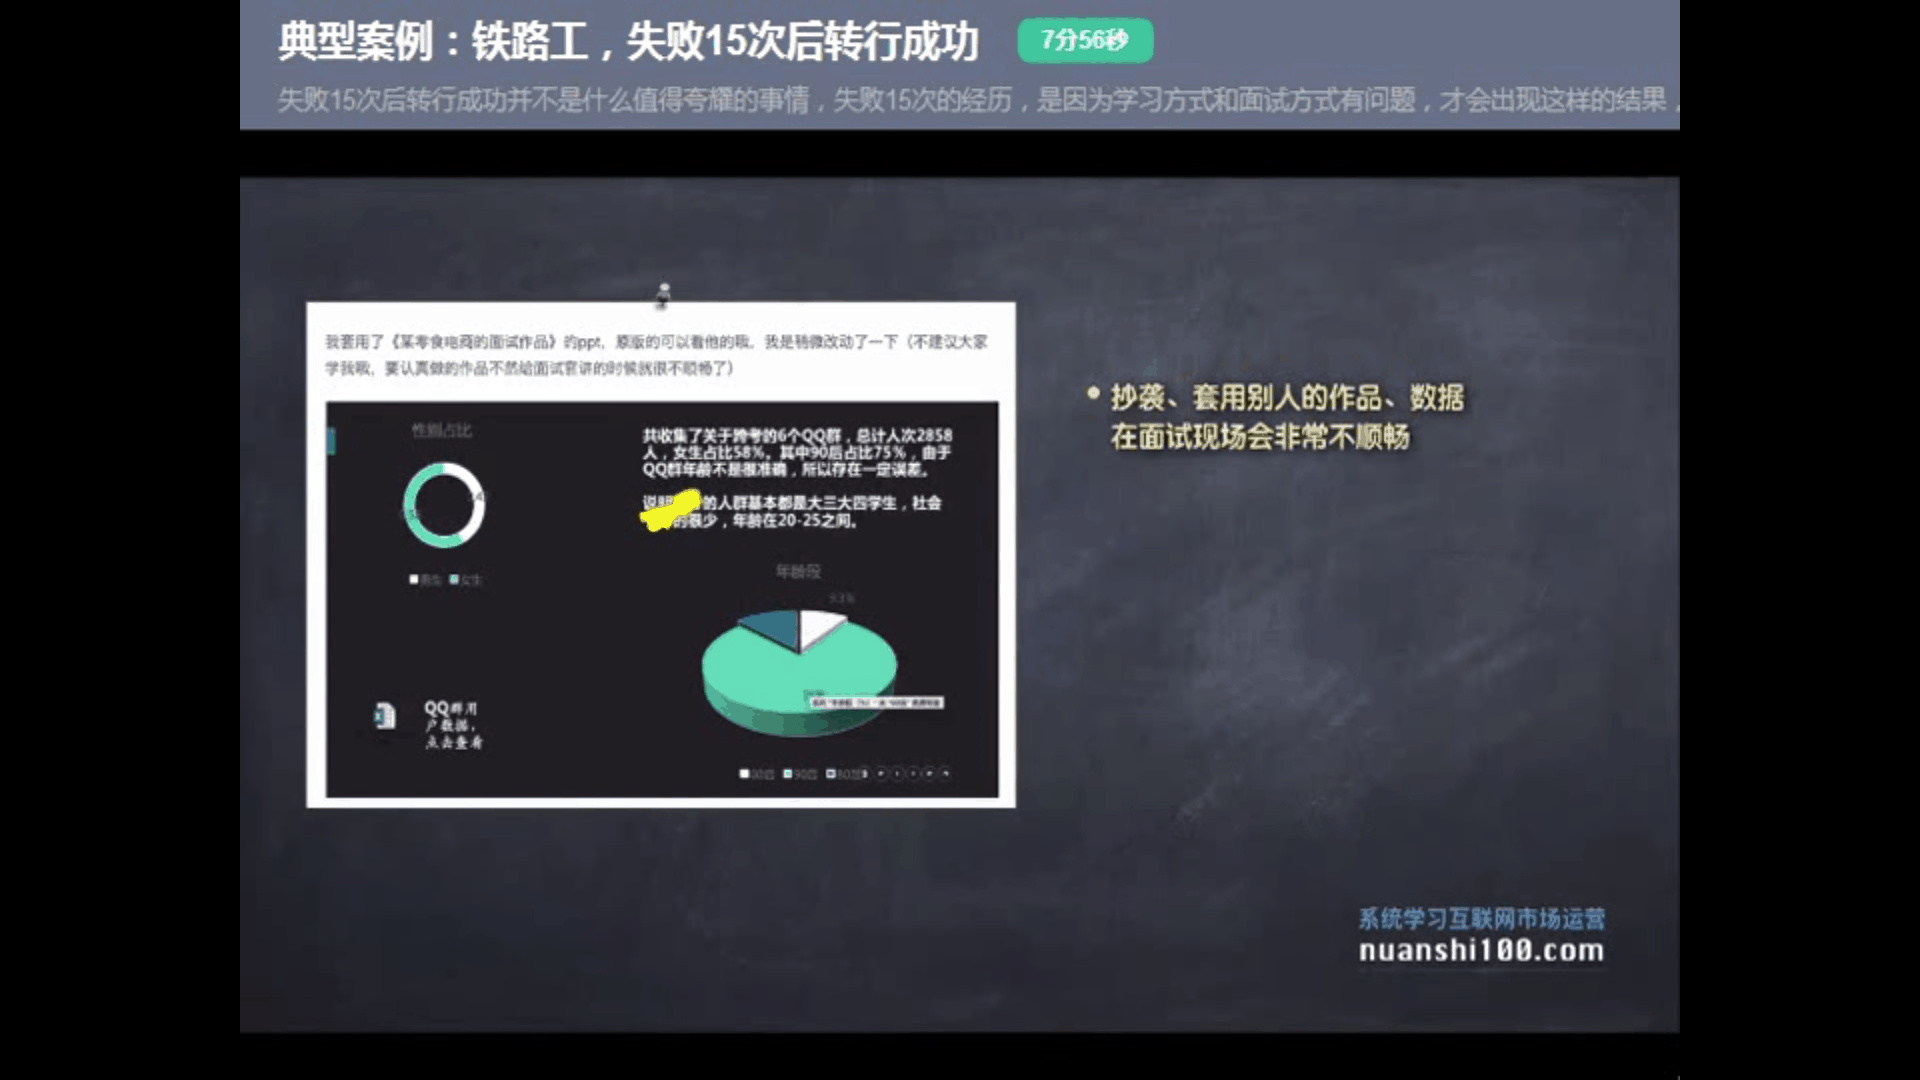 典型案例：铁路工，失败15次后转行成功
7分56秒
失败15次后转行成功并不是什么值得夸耀的事情，失败15次的经历，是因为学习方式和面试方式有问题，才会出现这样的结果，
我套用了《某零食电商的面试作品》的ppt，原版的可以看他的哦，我是稍微改动了一下（不建议大家
学我哦，要认真做的作品不然给面试官讲的时候就很不顺畅了）
性别占比
男生 女生
共收集了关于跨考的6个QQ群，总计人次2858
人，女生占比58%。其中90后占比75%，由于
QQ群年龄不是很准确，所以存在一定误差。
说明 的人群基本都是大三大四学生，社会
的很少，年龄在20-25之间。
年龄段
QQ群用
户数据，
点击查看
抄袭、套用别人的作品、数据
在面试现场会非常不顺畅
系统学习互联网市场运营
nuanshi100.com